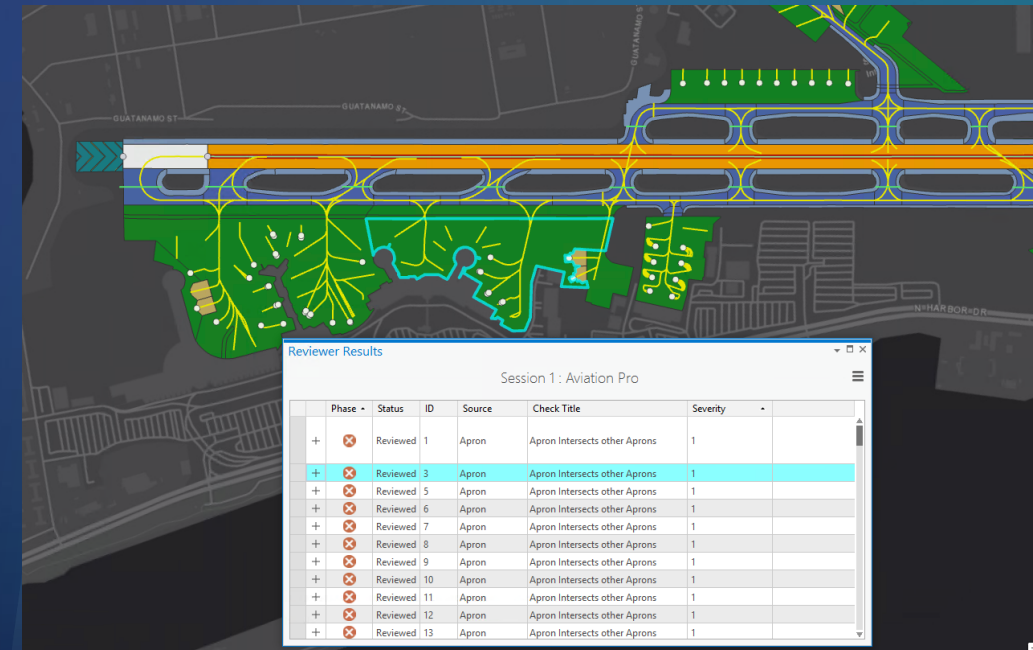 GUATANAMO S
GUATANAMO ST
GUATANAMO ST
N HARBOR DR
Reviewer Results
Session 1 : Aviation Pro
Phase Status ID Source Check Title Severity
Reviewed 1 Apron Apron Intersects other Aprons 1
Reviewed 3 Apron Apron Intersects other Aprons 1
Reviewed 5 Apron Apron Intersects other Aprons 1
Reviewed 6 Apron Apron Intersects other Aprons 1
Reviewed 7 Apron Apron Intersects other Aprons 1
Reviewed 8 Apron Apron Intersects other Aprons 1
Reviewed 9 Apron Apron Intersects other Aprons 1
Reviewed 10 Apron Apron Intersects other Aprons 1
Reviewed 11 Apron Apron Intersects other Aprons 1
Reviewed 12 Apron Apron Intersects other Aprons 1
Reviewed 13 Apron Apron Intersects other Aprons 1